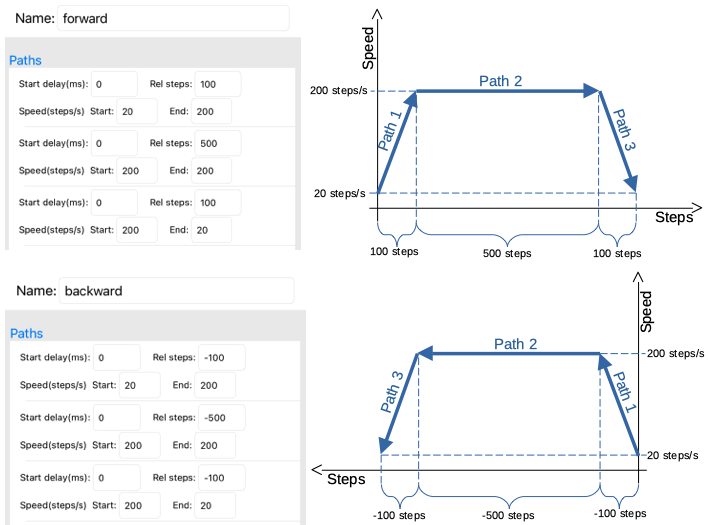 Name: forward
Paths
Start delay(ms): 0 Rel steps: 100
Speed(steps/s) Start: 20 End: 200
Start delay(ms): 0 Rel steps: 500
Speed(steps/s) Start: 200 End: 200
Start delay(ms): 0 Rel steps: 100
Speed(steps/s) Start: 200 End: 20
Speed
200 steps/s
Path 2
Path 1
Path 3
20 steps/s
Steps
100 steps
500 steps
100 steps
Name: backward
Paths
Start delay(ms): 0 Rel steps: -100
Speed(steps/s) Start: 20 End: 200
Start delay(ms): 0 Rel steps: -500
Speed(steps/s) Start: 200 End: 200
Start delay(ms): 0 Rel steps: -100
Speed(steps/s) Start: 200 End: 20
Speed
Path 2
200 steps/s
Path 3
Path 1
20 steps/s
Steps
-100 steps
-500 steps
-100 steps